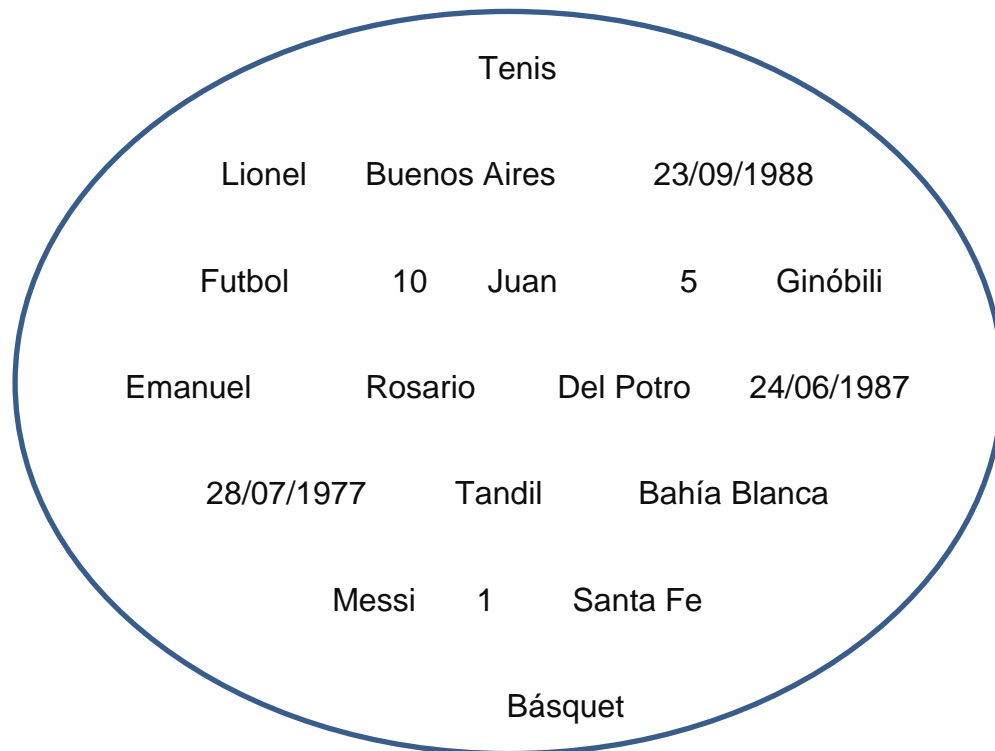 Tenis
Lionel Buenos Aires 23/09/1988
Futbol 10 Juan 5 Ginóbili
Emanuel Rosario Del Potro 24/06/1987
28/07/1977 Tandil Bahía Blanca
Messi 1 Santa Fe
Básquet